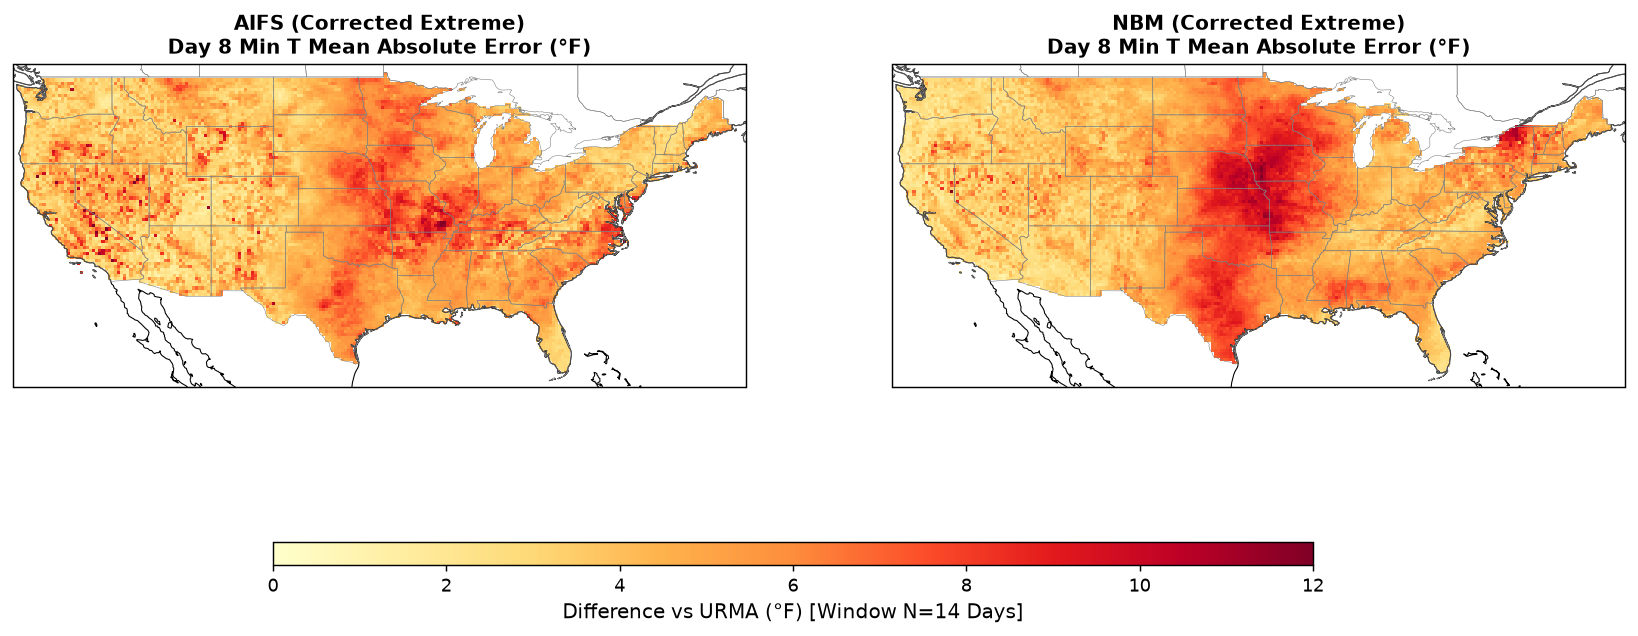 AIFS (Corrected Extreme)
Day 8 Min T Mean Absolute Error (°F)
NBM (Corrected Extreme)
Day 8 Min T Mean Absolute Error (°F)
0
2
4
6
8
10
12
Difference vs URMA (°F) [Window N=14 Days]